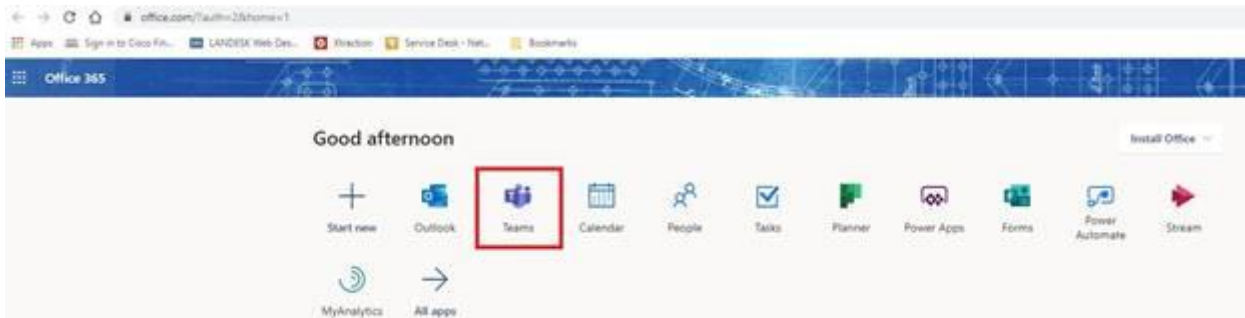 office.com/?auth=2&home=1
Apps Sign in to Cisco Fin... LANDESK Web Des... Xtraction Service Desk - Net... Bookmarks
Office 365
Good afternoon
Install Office
Start new Outlook Teams Calendar People Tasks Planner Power Apps Forms Power Automate Stream
MyAnalytics All apps